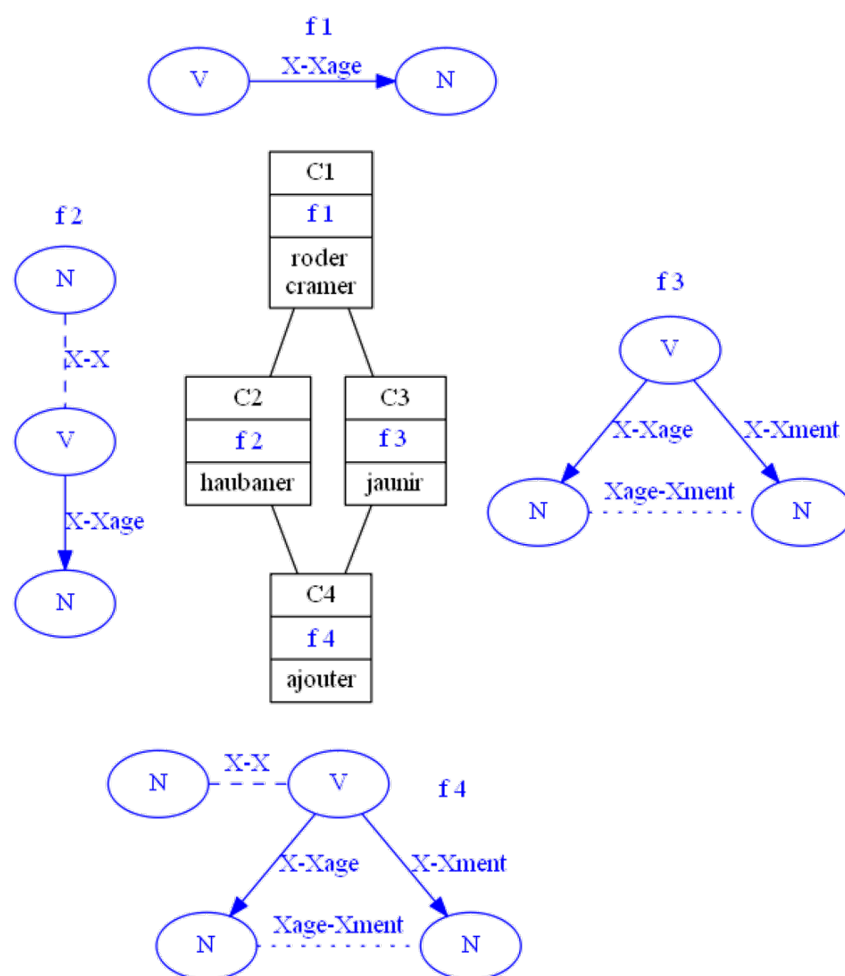 f1
V
X-Xage
N
C1
f1
roder
cramer
f2
N
X-X
V
X-Xage
N
C2
f2
haubaner
C3
f3
jaunir
f3
V
X-Xage
X-Xment
N
Xage-Xment
N
C4
f4
ajouter
N
X-X
V
f4
X-Xage
X-Xment
N
Xage-Xment
N